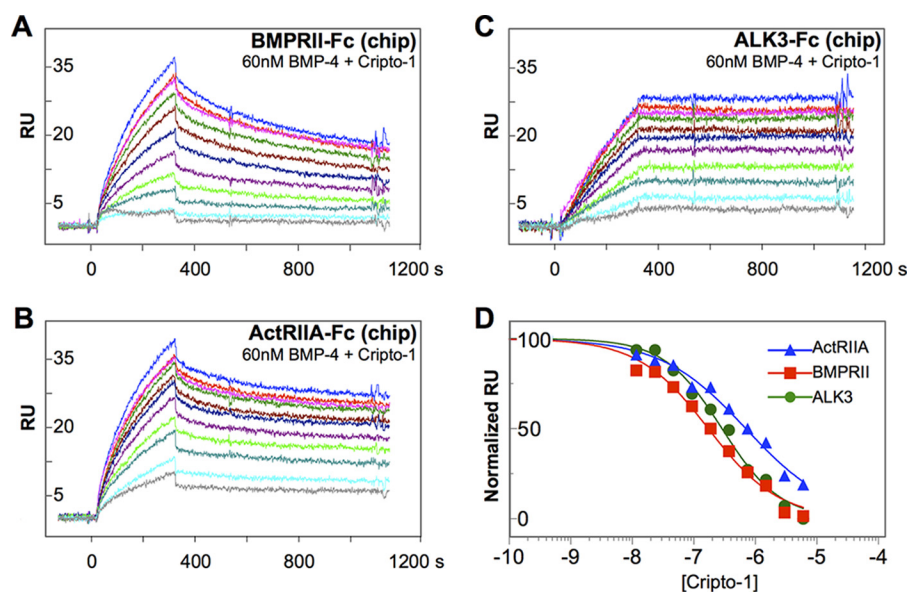 A
BMPRII-Fc (chip)
60nM BMP-4 + Cripto-1
RU
35
20
5
0
400
800
1200 s
B
ActRIIA-Fc (chip)
60nM BMP-4 + Cripto-1
RU
35
20
5
0
400
800
1200 s
C
ALK3-Fc (chip)
60nM BMP-4 + Cripto-1
RU
35
20
5
0
400
800
1200 s
D
Normalized RU
100
50
0
ActRIIA
BMPRII
ALK3
-10
-9
-8
-7
-6
-5
-4
[Cripto-1]